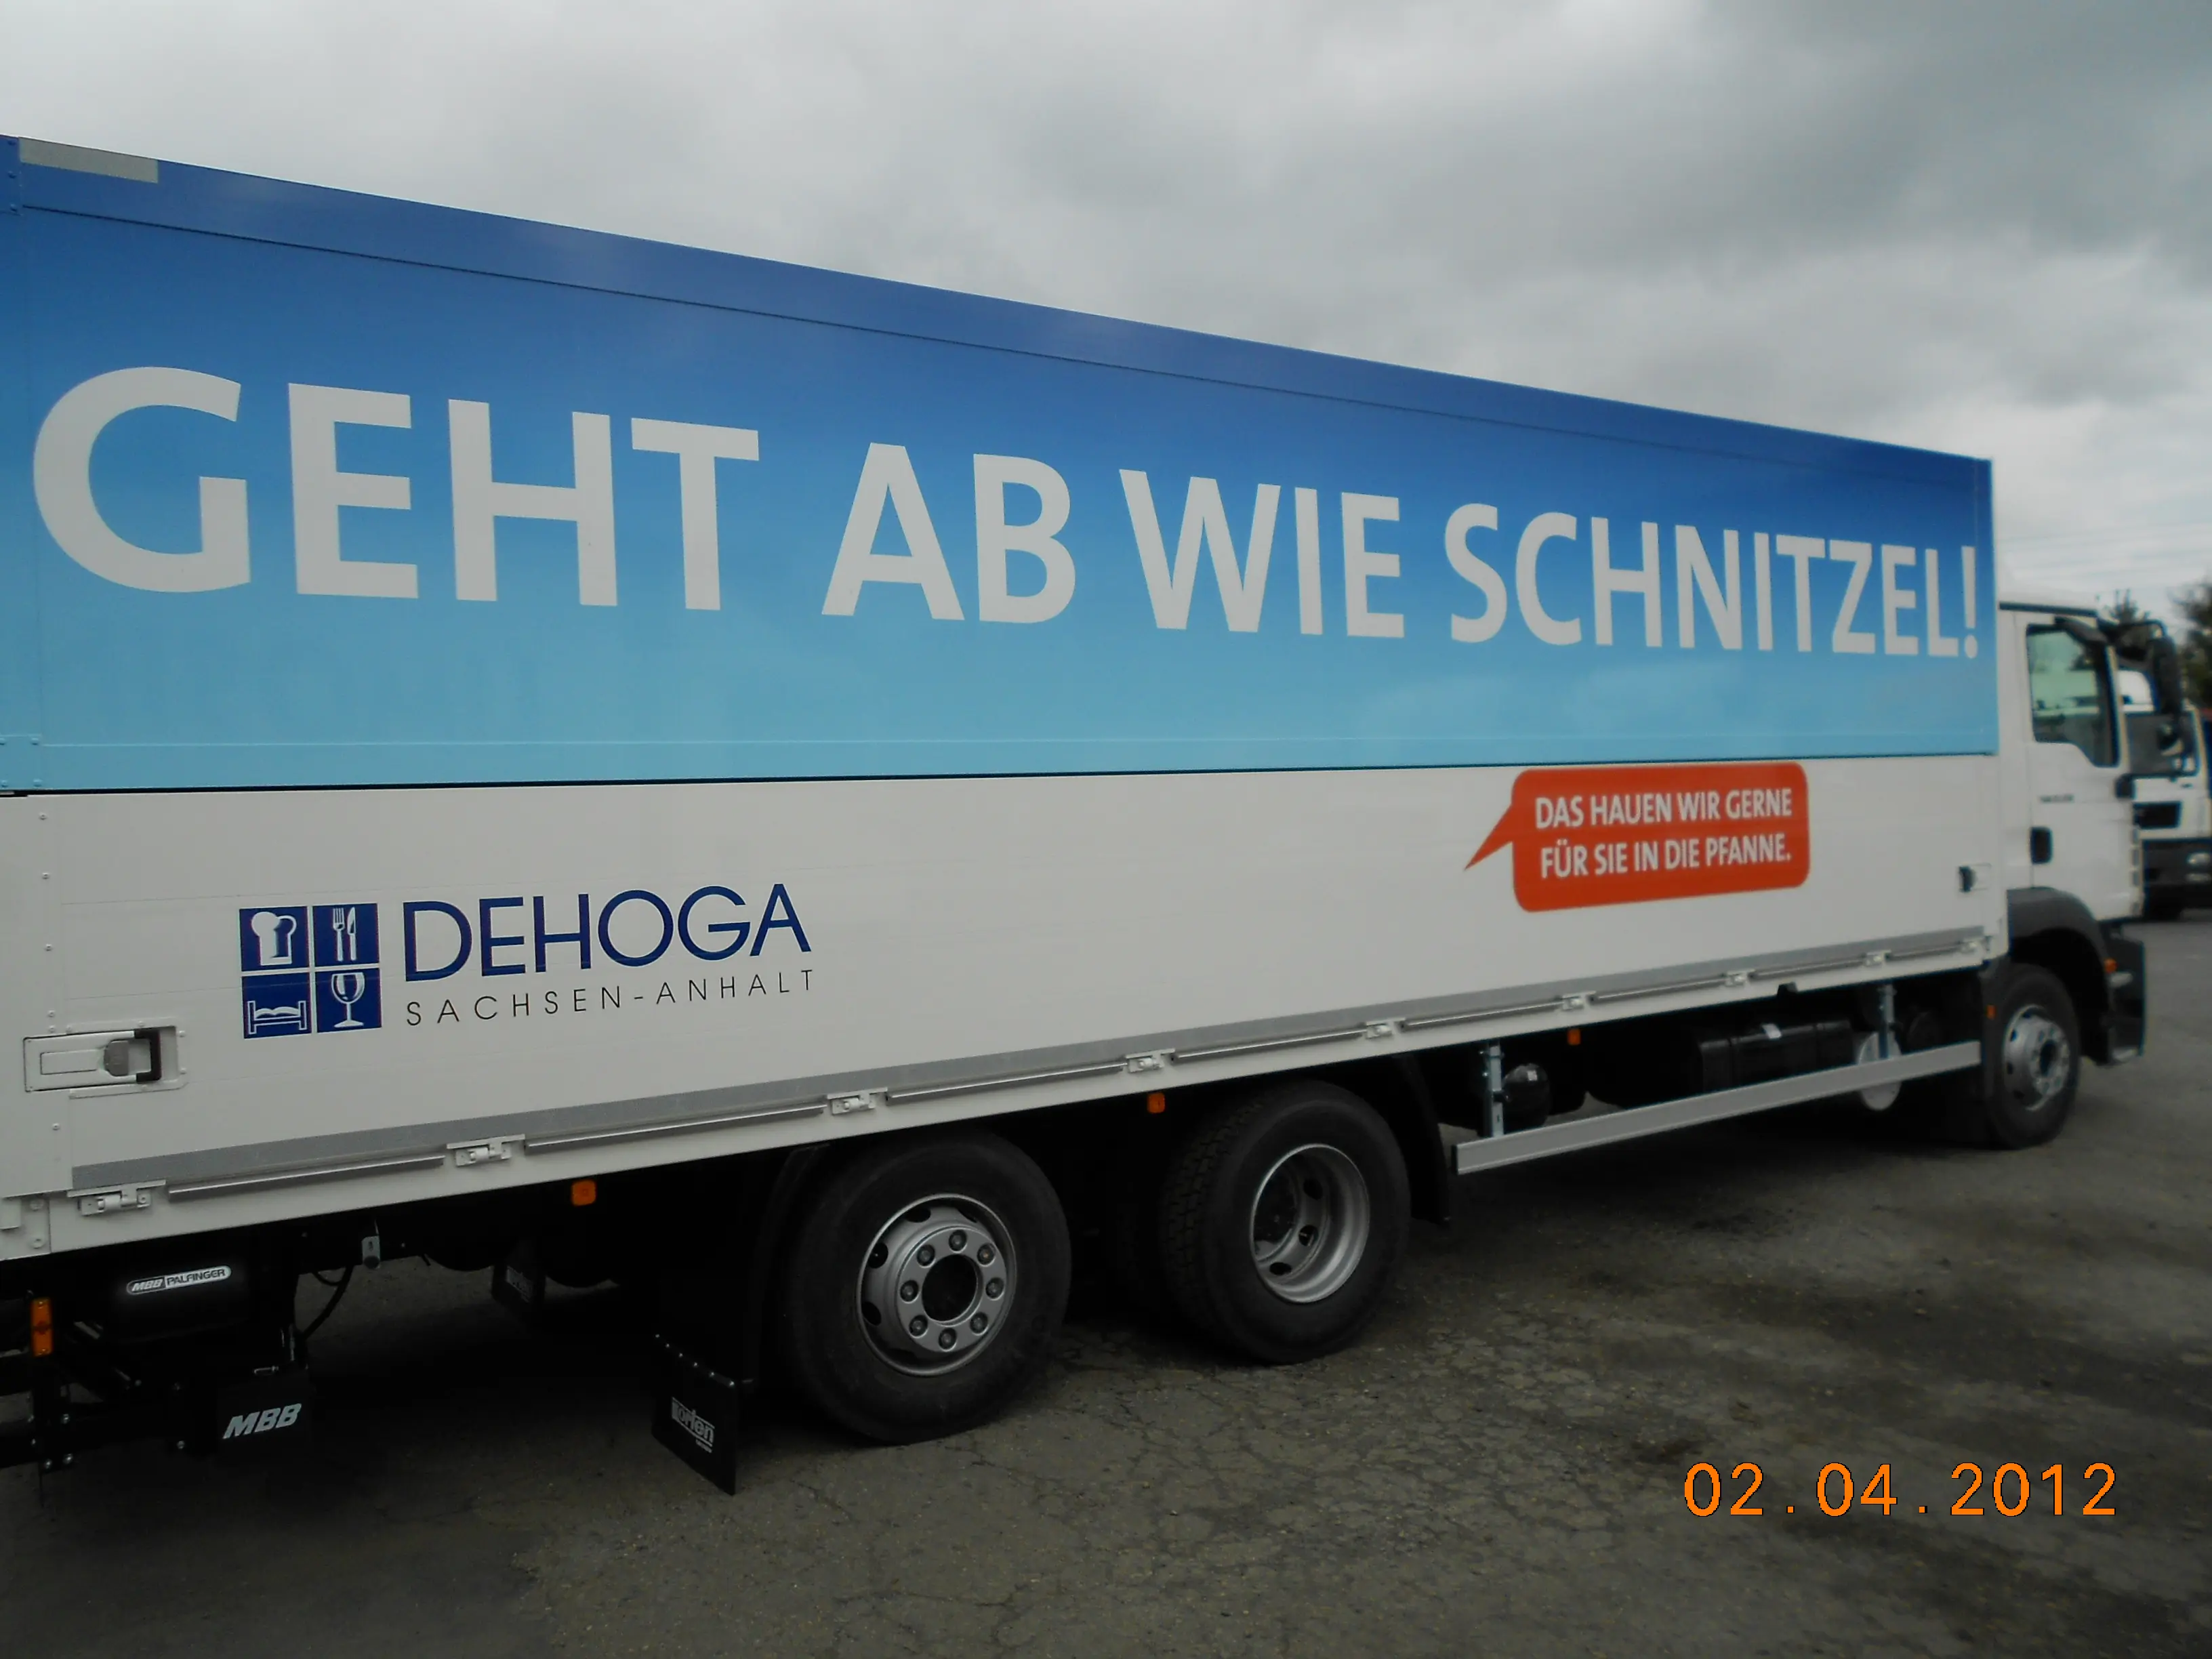 GEHT AB WIE SCHNITZEL!
DAS HAUEN WIR GERNE
FÜR SIE IN DIE PFANNE.
DEHOGA
SACHSEN-ANHALT
MBB PALFINGER
MBB
02.04.2012